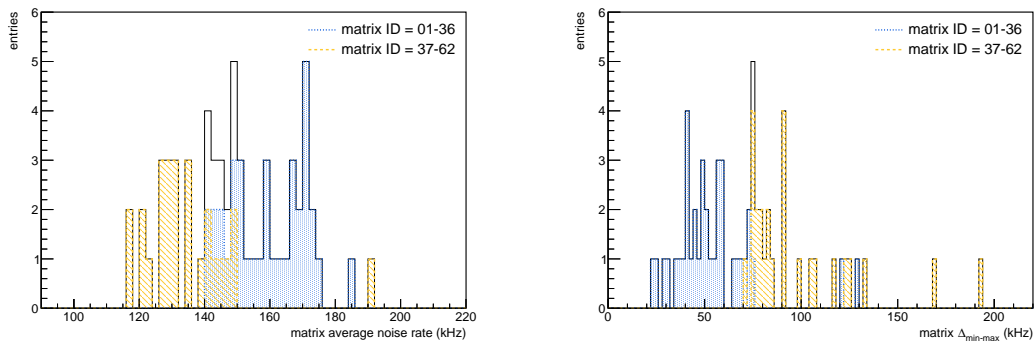 entries
6
5
4
3
2
1
0
matrix ID = 01-36
matrix ID = 37-62
100 120 140 160 180 200 220
matrix average noise rate (kHz)
entries
6
5
4
3
2
1
0
matrix ID = 01-36
matrix ID = 37-62
0 50 100 150 200
matrix Δmin-max (kHz)